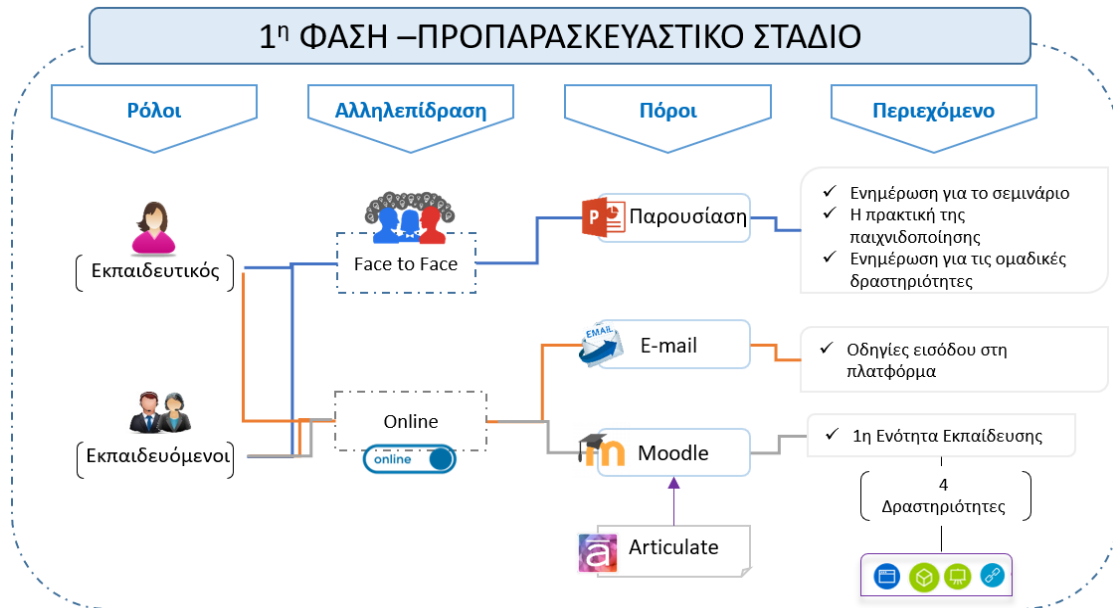 1η ΦΑΣΗ –ΠΡΟΠΑΡΑΣΚΕΥΑΣΤΙΚΟ ΣΤΑΔΙΟ
Ρόλοι
Αλληλεπίδραση
Πόροι
Περιεχόμενο
Εκπαιδευτικός
Face to Face
P
Παρουσίαση
✓ Ενημέρωση για το σεμινάριο
✓ Η πρακτική της
παιχνιδοποίησης
✓ Ενημέρωση για τις ομαδικές
δραστηριότητες
EMAIL
E-mail
✓ Οδηγίες εισόδου στη
πλατφόρμα
Εκπαιδευόμενοι
Online
online
m
Moodle
✓ 1η Ενότητα Εκπαίδευσης
4
Δραστηριότητες
a
Articulate